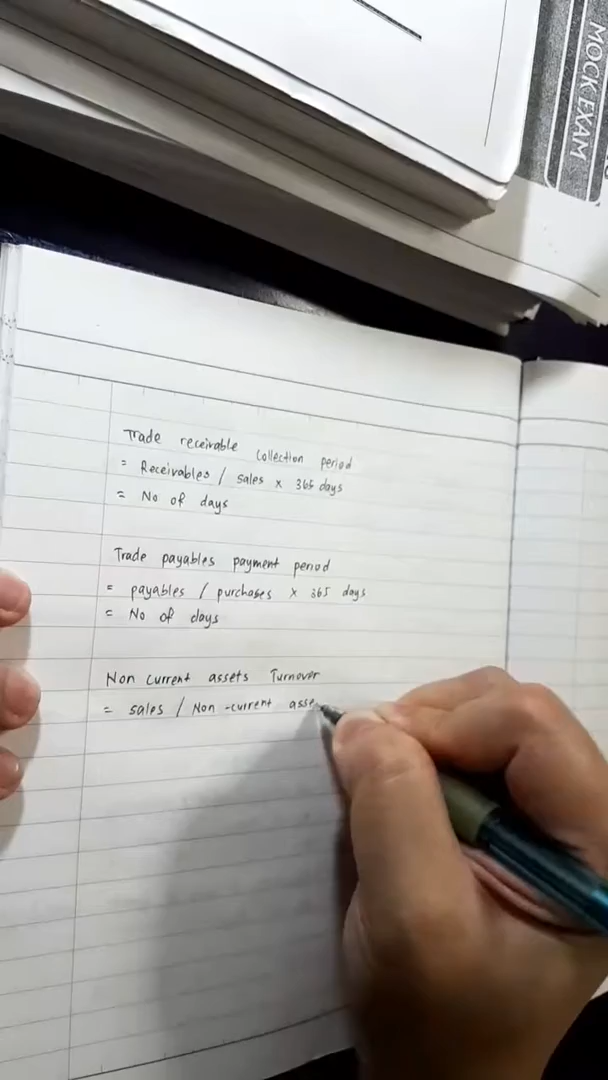 MOCK EXAM
Trade receivable collection period
= Receivables / sales x 365 days
= No of days
Trade payables payment period
= payables / purchases x 365 days
= No of days
Non current assets Turnover
= sales / Non-current asse